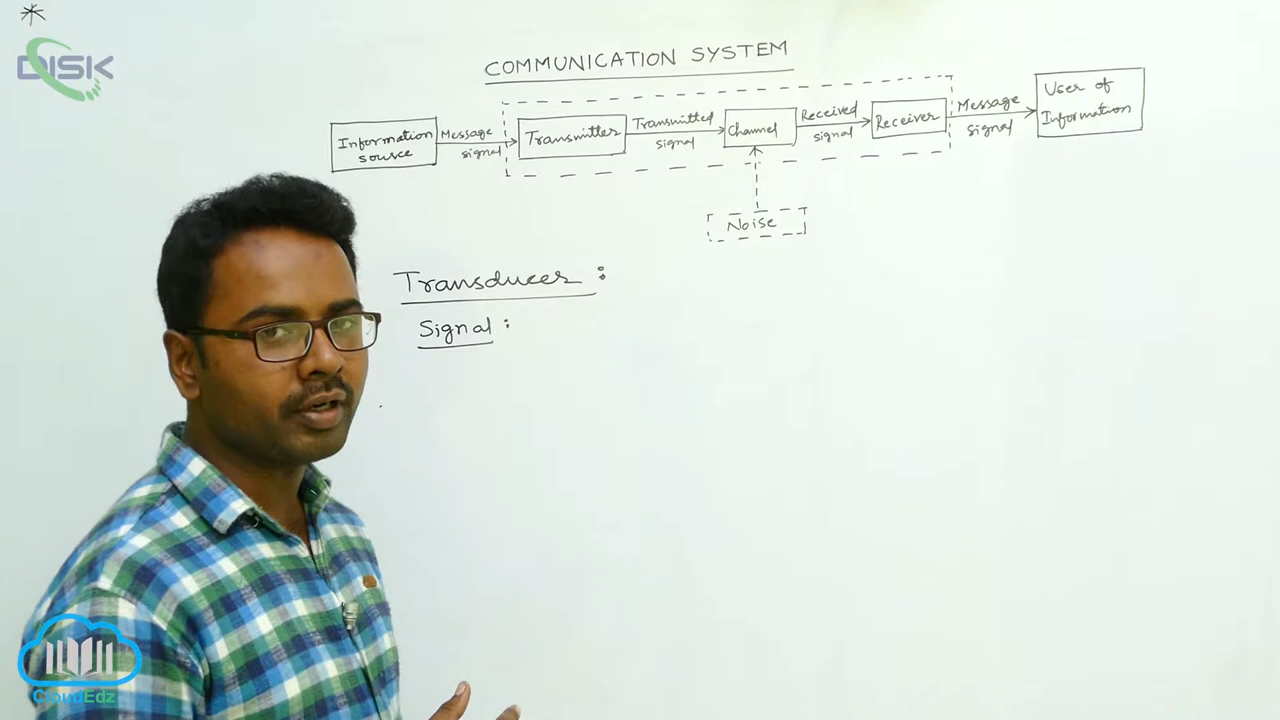 *
DISK
COMMUNICATION SYSTEM
Information
source
Message
signal
Transmitter
Transmitted
signal
Channel
Received
signal
Receiver
Message
signal
User of
Information
Noise
Transducer :
Signal :
CloudEdz